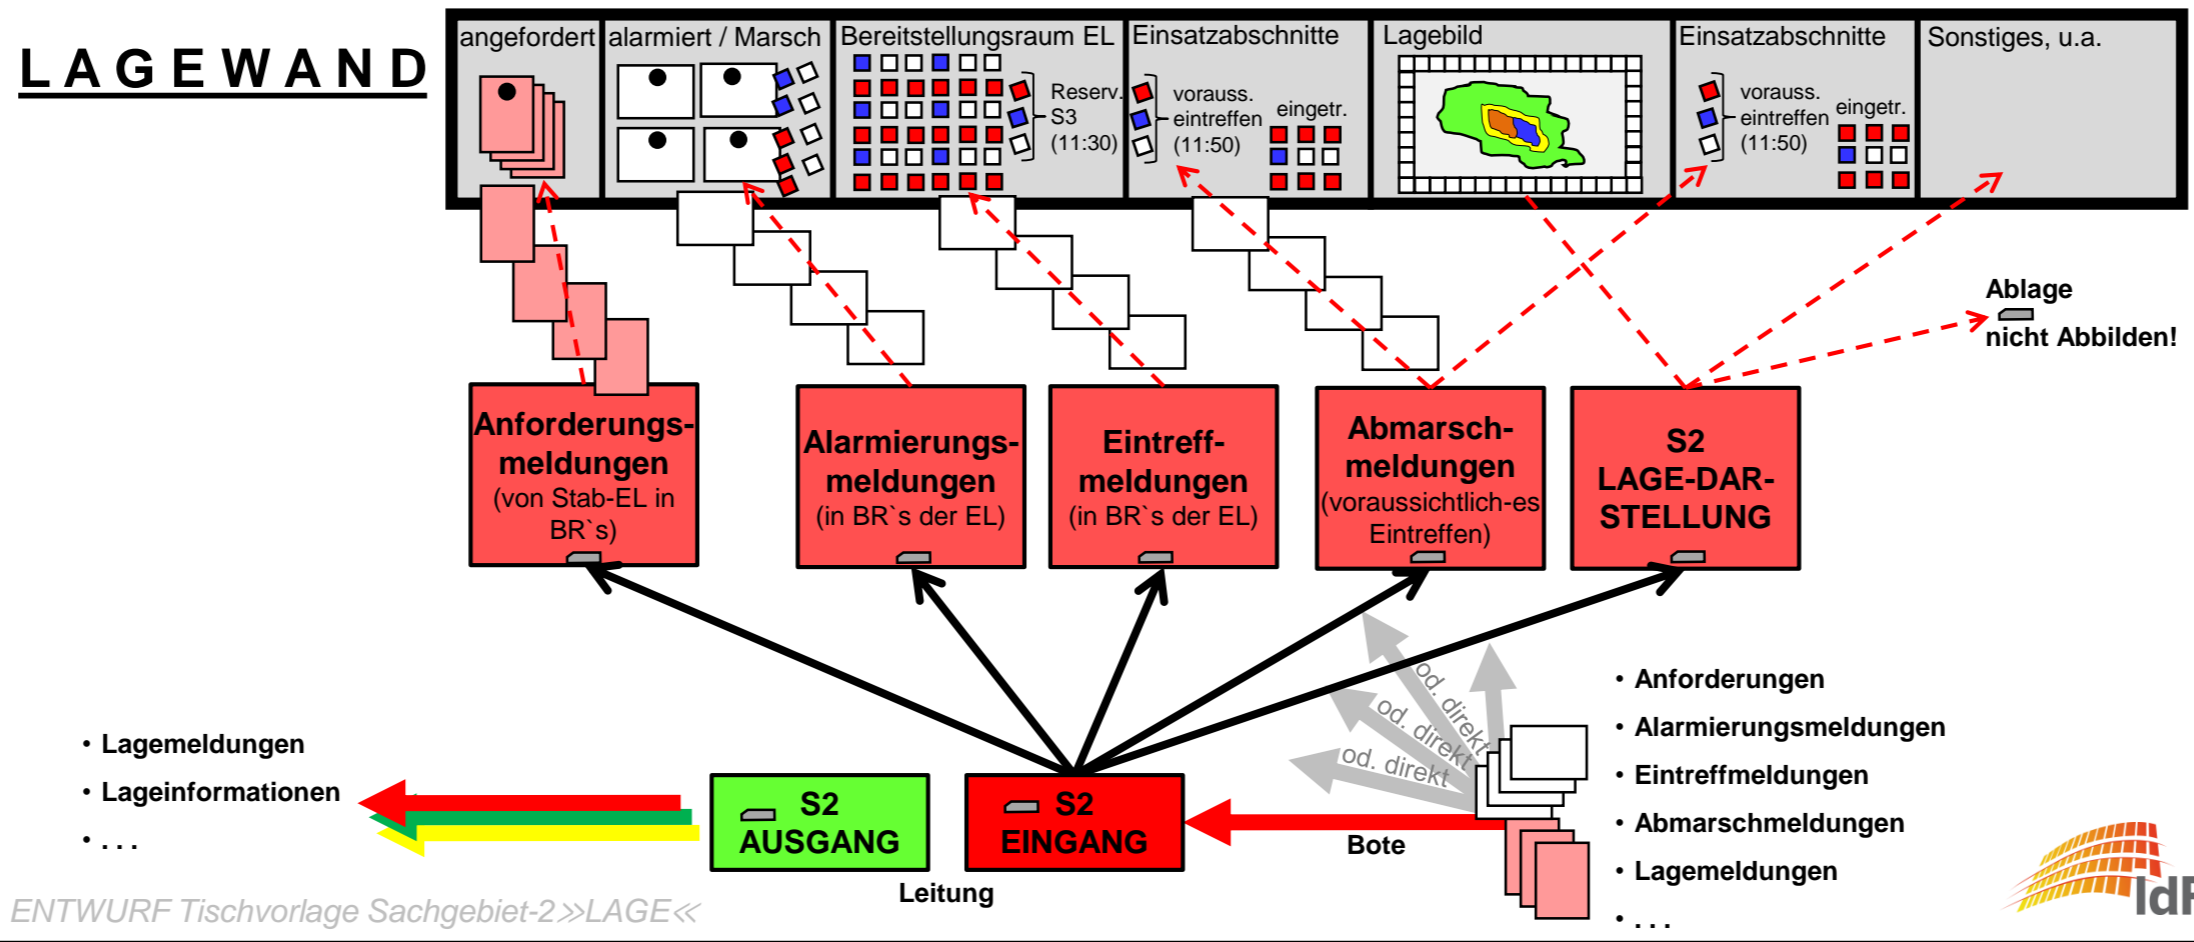 LAGEWAND
angefordert
alarmiert / Marsch
Bereitstellungsraum EL
Reserv.
S3
(11:30)
Einsatzabschnitte
vorauss.
eintreffen
(11:50)
eingetr.
Lagebild
Einsatzabschnitte
vorauss.
eintreffen
(11:50)
eingetr.
Sonstiges, u.a.
Ablage
nicht Abbilden!
Anforderungs-
meldungen
(von Stab-EL in
BR`s)
Alarmierungs-
meldungen
(in BR`s der EL)
Eintreff-
meldungen
(in BR`s der EL)
Abmarsch-
meldungen
(voraussichtlich-es
Eintreffen)
S2
LAGE-DAR-
STELLUNG
od. direkt
od. direkt
od. direkt
• Anforderungen
• Alarmierungsmeldungen
• Eintreffmeldungen
• Abmarschmeldungen
• Lagemeldungen
• . . .
• Lagemeldungen
• Lageinformationen
• . . .
S2
AUSGANG
S2
EINGANG
Bote
Leitung
ENTWURF Tischvorlage Sachgebiet-2≫LAGE≪